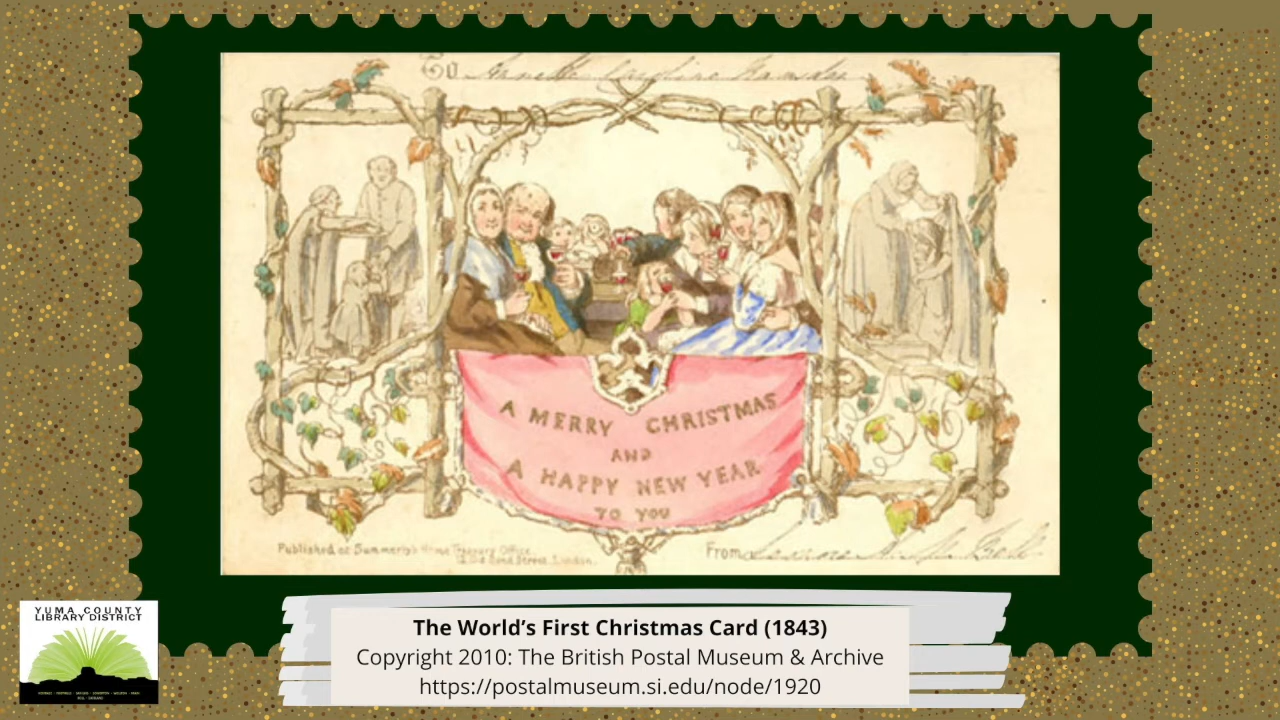 To
A MERRY CHRISTMAS
AND
A HAPPY NEW YEAR
TO YOU
Published at Summerly's Home Treasury Office
12 Old Bond Street, London.
From
YUMA COUNTY
LIBRARY DISTRICT
The World's First Christmas Card (1843)
Copyright 2010: The British Postal Museum & Archive
https://postalmuseum.si.edu/node/1920